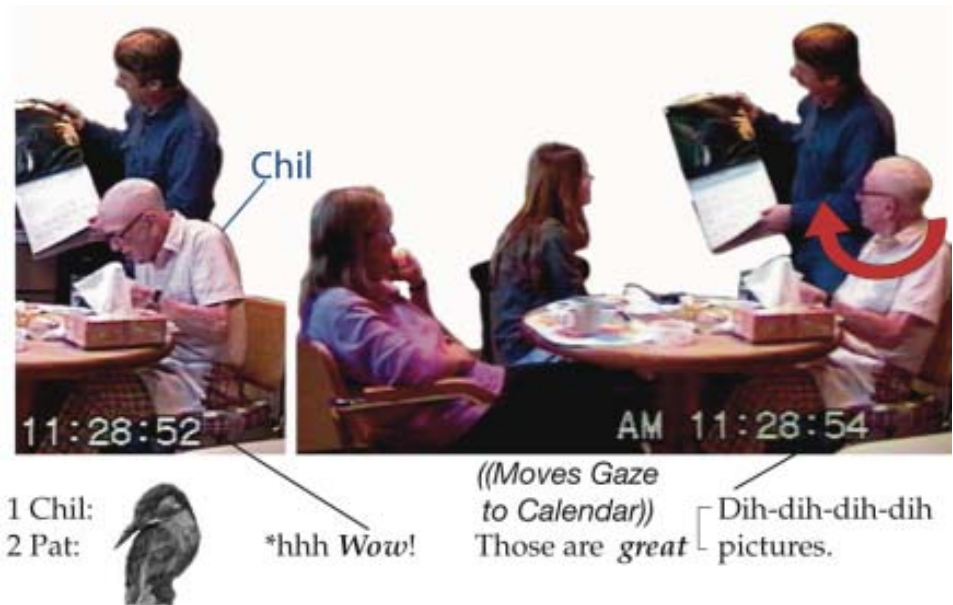 Chil
11:28:52
AM 11:28:54
((Moves Gaze
to Calendar))
1 Chil: Dih-dih-dih-dih
2 Pat: *hhh Wow! Those are great pictures.